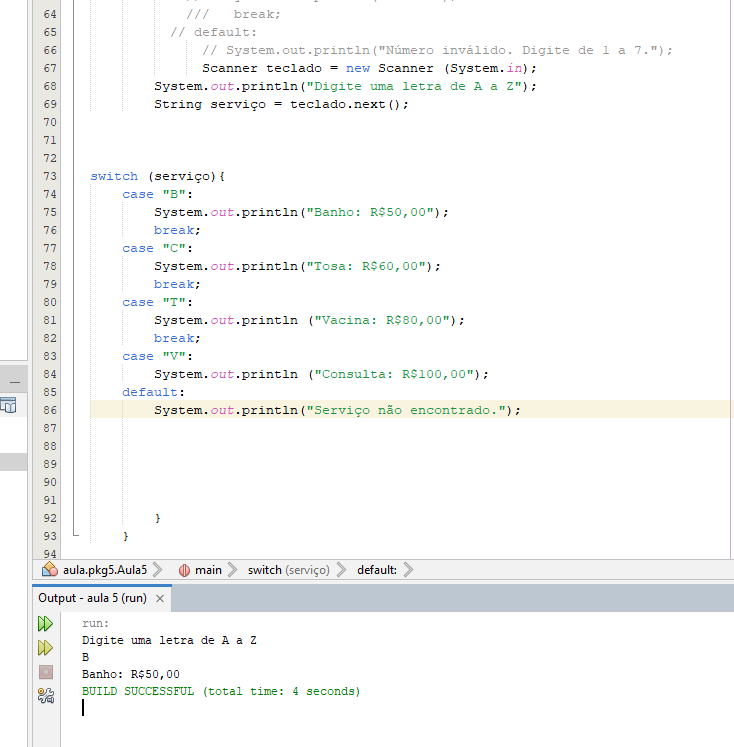 64 /// break;
65 // default:
66 // System.out.println("Número inválido. Digite de 1 a 7.");
67 Scanner teclado = new Scanner (System.in);
68 System.out.println("Digite uma letra de A a Z");
69 String serviço = teclado.next();
70
71
72
73 switch (serviço){
74 case "B":
75 System.out.println("Banho: R$50,00");
76 break;
77 case "C":
78 System.out.println("Tosa: R$60,00");
79 break;
80 case "T":
81 System.out.println ("Vacina: R$80,00");
82 break;
83 case "V":
84 System.out.println ("Consulta: R$100,00");
85 default:
86 System.out.println("Serviço não encontrado.");
87
88
89
90
91
92 }
93 }
94
aula.pkg5.Aula5 main switch (serviço) default:
Output - aula 5 (run) ×
run:
Digite uma letra de A a Z
B
Banho: R$50,00
BUILD SUCCESSFUL (total time: 4 seconds)